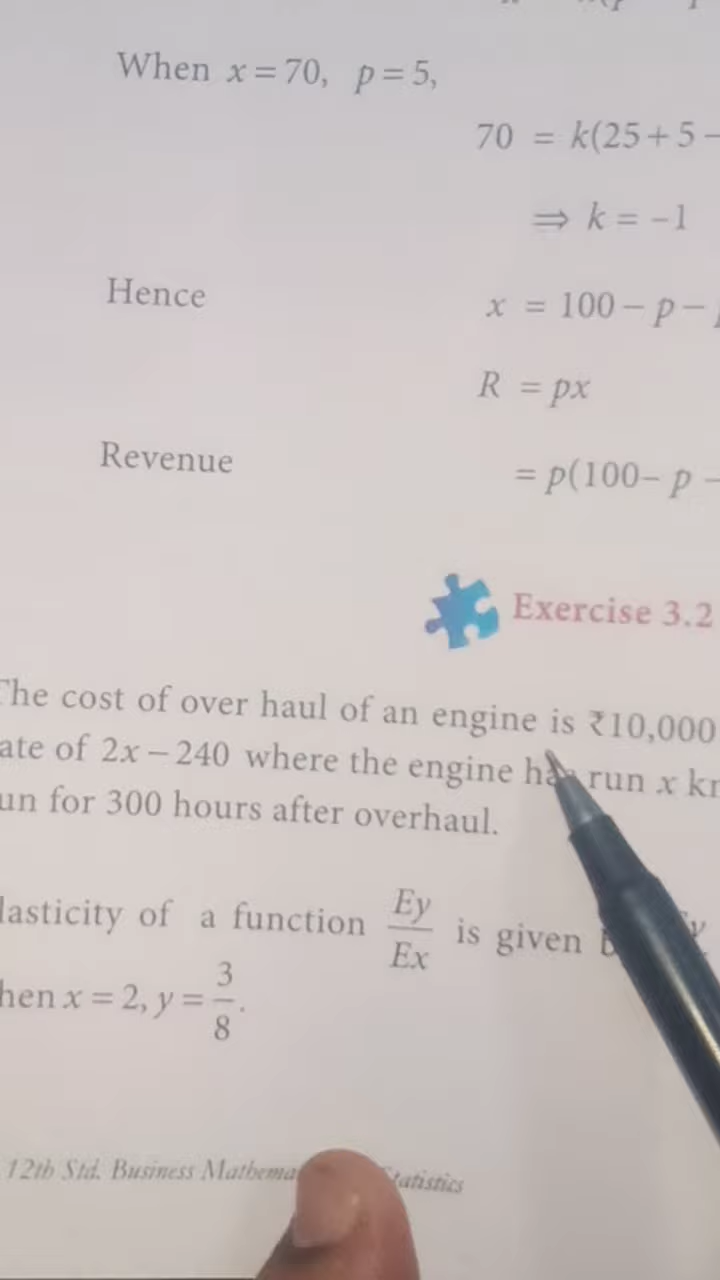 When x = 70, p = 5,
70 = k(25 + 5 –
⇒ k = –1
Hence x = 100 – p –
R = px
Revenue = p(100– p –
Exercise 3.2
The cost of over haul of an engine is ₹10,000
ate of 2x – 240 where the engine has run x km
un for 300 hours after overhaul.
lasticity of a function Ey/Ex is given
hen x = 2, y = 3/8.
12th Std. Business Mathema tatistics